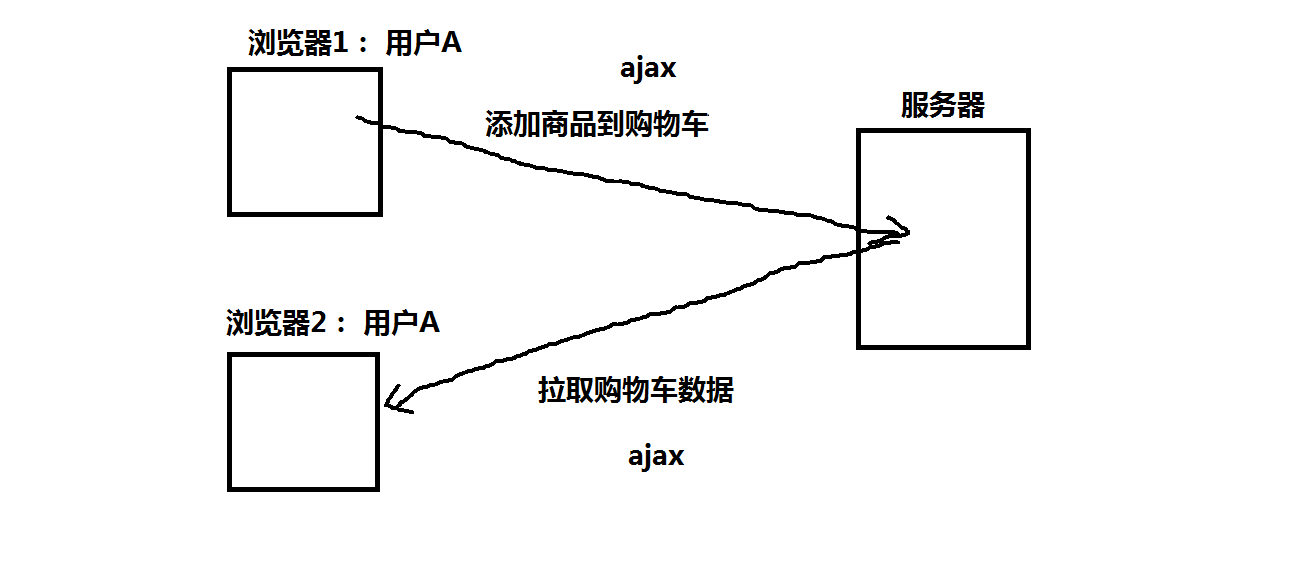 浏览器1： 用户A
ajax
添加商品到购物车
服务器
浏览器2： 用户A
拉取购物车数据
ajax